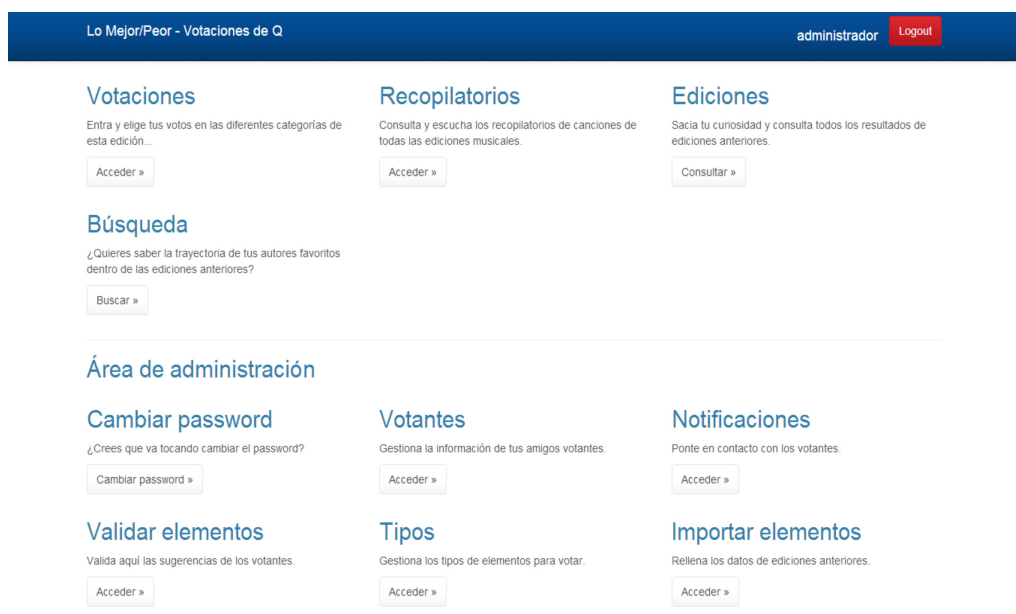 Lo Mejor/Peor - Votaciones de Q
administrador
Logout
Votaciones
Entra y elige tus votos en las diferentes categorías de
esta edición...
Acceder »
Recopilatorios
Consulta y escucha los recopilatorios de canciones de
todas las ediciones musicales.
Acceder »
Ediciones
Sacia tu curiosidad y consulta todos los resultados de
ediciones anteriores.
Consultar »
Búsqueda
¿Quieres saber la trayectoria de tus autores favoritos
dentro de las ediciones anteriores?
Buscar »
Área de administración
Cambiar password
¿Crees que va tocando cambiar el password?
Cambiar password »
Votantes
Gestiona la información de tus amigos votantes.
Acceder »
Notificaciones
Ponte en contacto con los votantes.
Acceder »
Validar elementos
Valida aquí las sugerencias de los votantes.
Acceder »
Tipos
Gestiona los tipos de elementos para votar.
Acceder »
Importar elementos
Rellena los datos de ediciones anteriores.
Acceder »